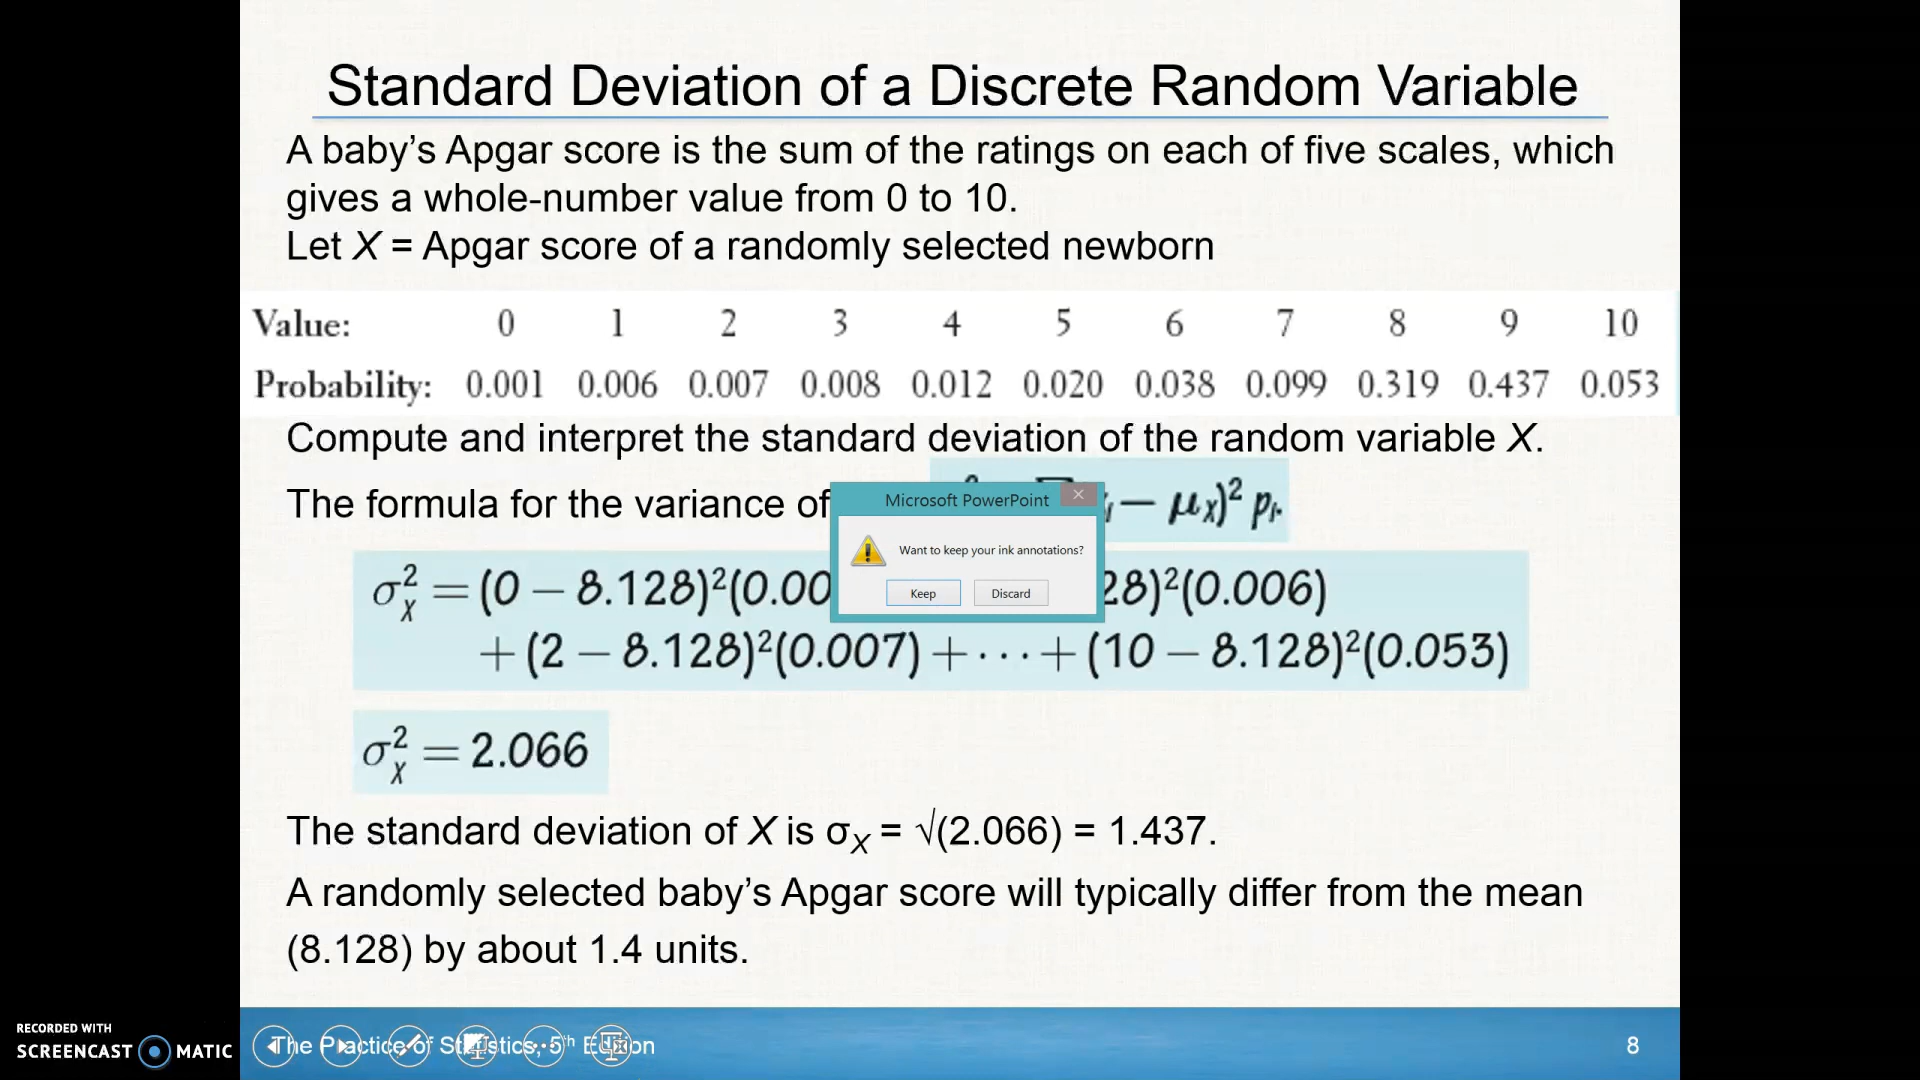 Standard Deviation of a Discrete Random Variable
A baby’s Apgar score is the sum of the ratings on each of five scales, which
gives a whole-number value from 0 to 10.
Let X = Apgar score of a randomly selected newborn
Value: 0 1 2 3 4 5 6 7 8 9 10
Probability: 0.001 0.006 0.007 0.008 0.012 0.020 0.038 0.099 0.319 0.437 0.053
Compute and interpret the standard deviation of the random variable X.
The formula for the variance of
− μX)² pᵢ.
Microsoft PowerPoint
Want to keep your ink annotations?
Keep Discard
σ²X = (0 − 8.128)²(0.00 28)²(0.006)
+ (2 − 8.128)²(0.007) + ⋯ + (10 − 8.128)²(0.053)
σ²X = 2.066
The standard deviation of X is σX = √(2.066) = 1.437.
A randomly selected baby’s Apgar score will typically differ from the mean
(8.128) by about 1.4 units.
The Practice of Statistics, 5th Edition 8
RECORDED WITH
SCREENCAST MATIC